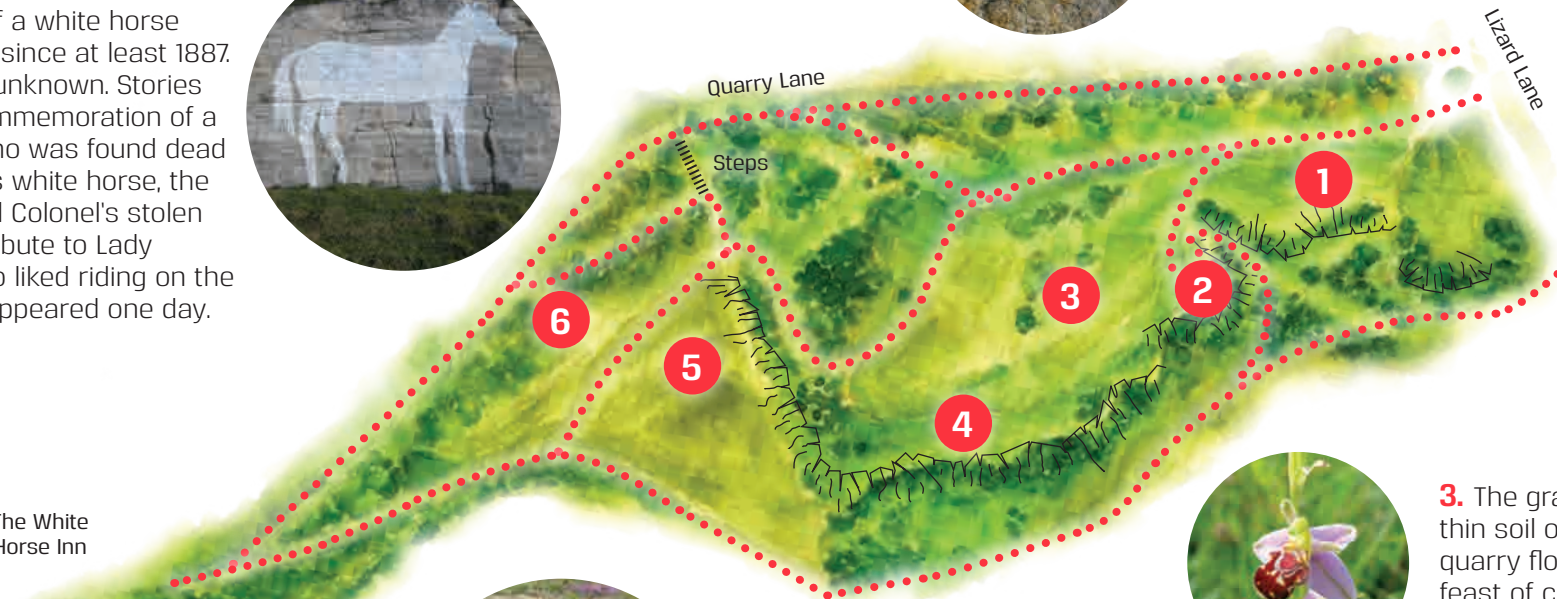 f a white horse
since at least 1887.
unknown. Stories
mmemoration of a
ho was found dead
s white horse, the
d Colonel's stolen
bute to Lady
o liked riding on the
appeared one day.
Quarry Lane
Lizard Lane
Steps
1
2
3
4
5
6
The White
Horse Inn
3. The gra
thin soil o
quarry flo
feast of c